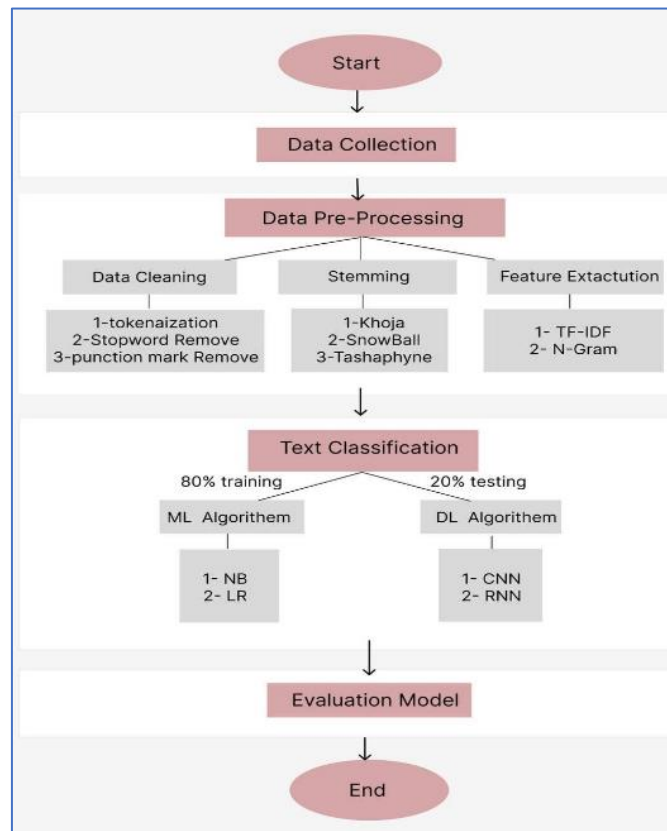 Start
Data Collection
Data Pre-Processing
Data Cleaning
Stemming
Feature Extactution
1-tokenaization
2-Stopword Remove
3-punction mark Remove
1-Khoja
2-SnowBall
3-Tashaphyne
1- TF-IDF
2- N-Gram
Text Classification
80% training
20% testing
ML Algorithem
DL Algorithem
1- NB
2- LR
1- CNN
2- RNN
Evaluation Model
End